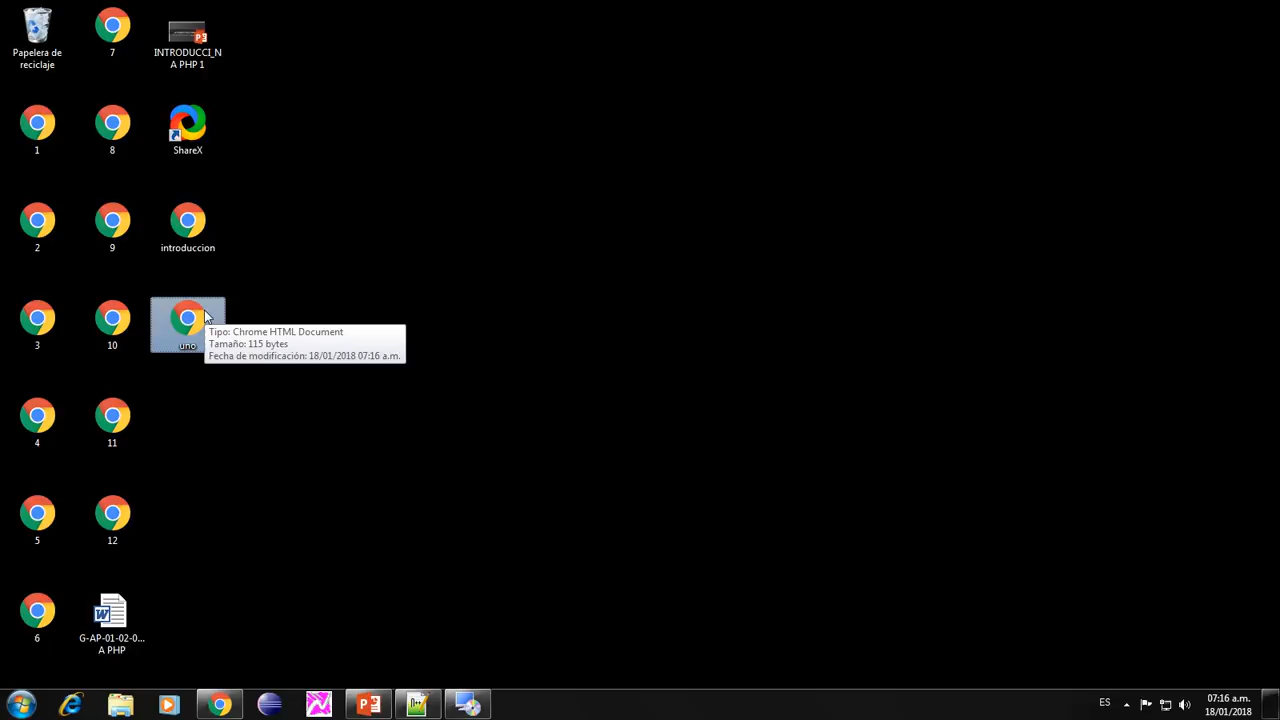 Papelera de
reciclaje
7
INTRODUCCI_N
A PHP 1
1
8
ShareX
2
9
introduccion
3
10
uno
Tipo: Chrome HTML Document
Tamaño: 115 bytes
Fecha de modificación: 18/01/2018 07:16 a.m.
4
11
5
12
6
G-AP-01-02-0...
A PHP
ES
07:16 a.m.
18/01/2018